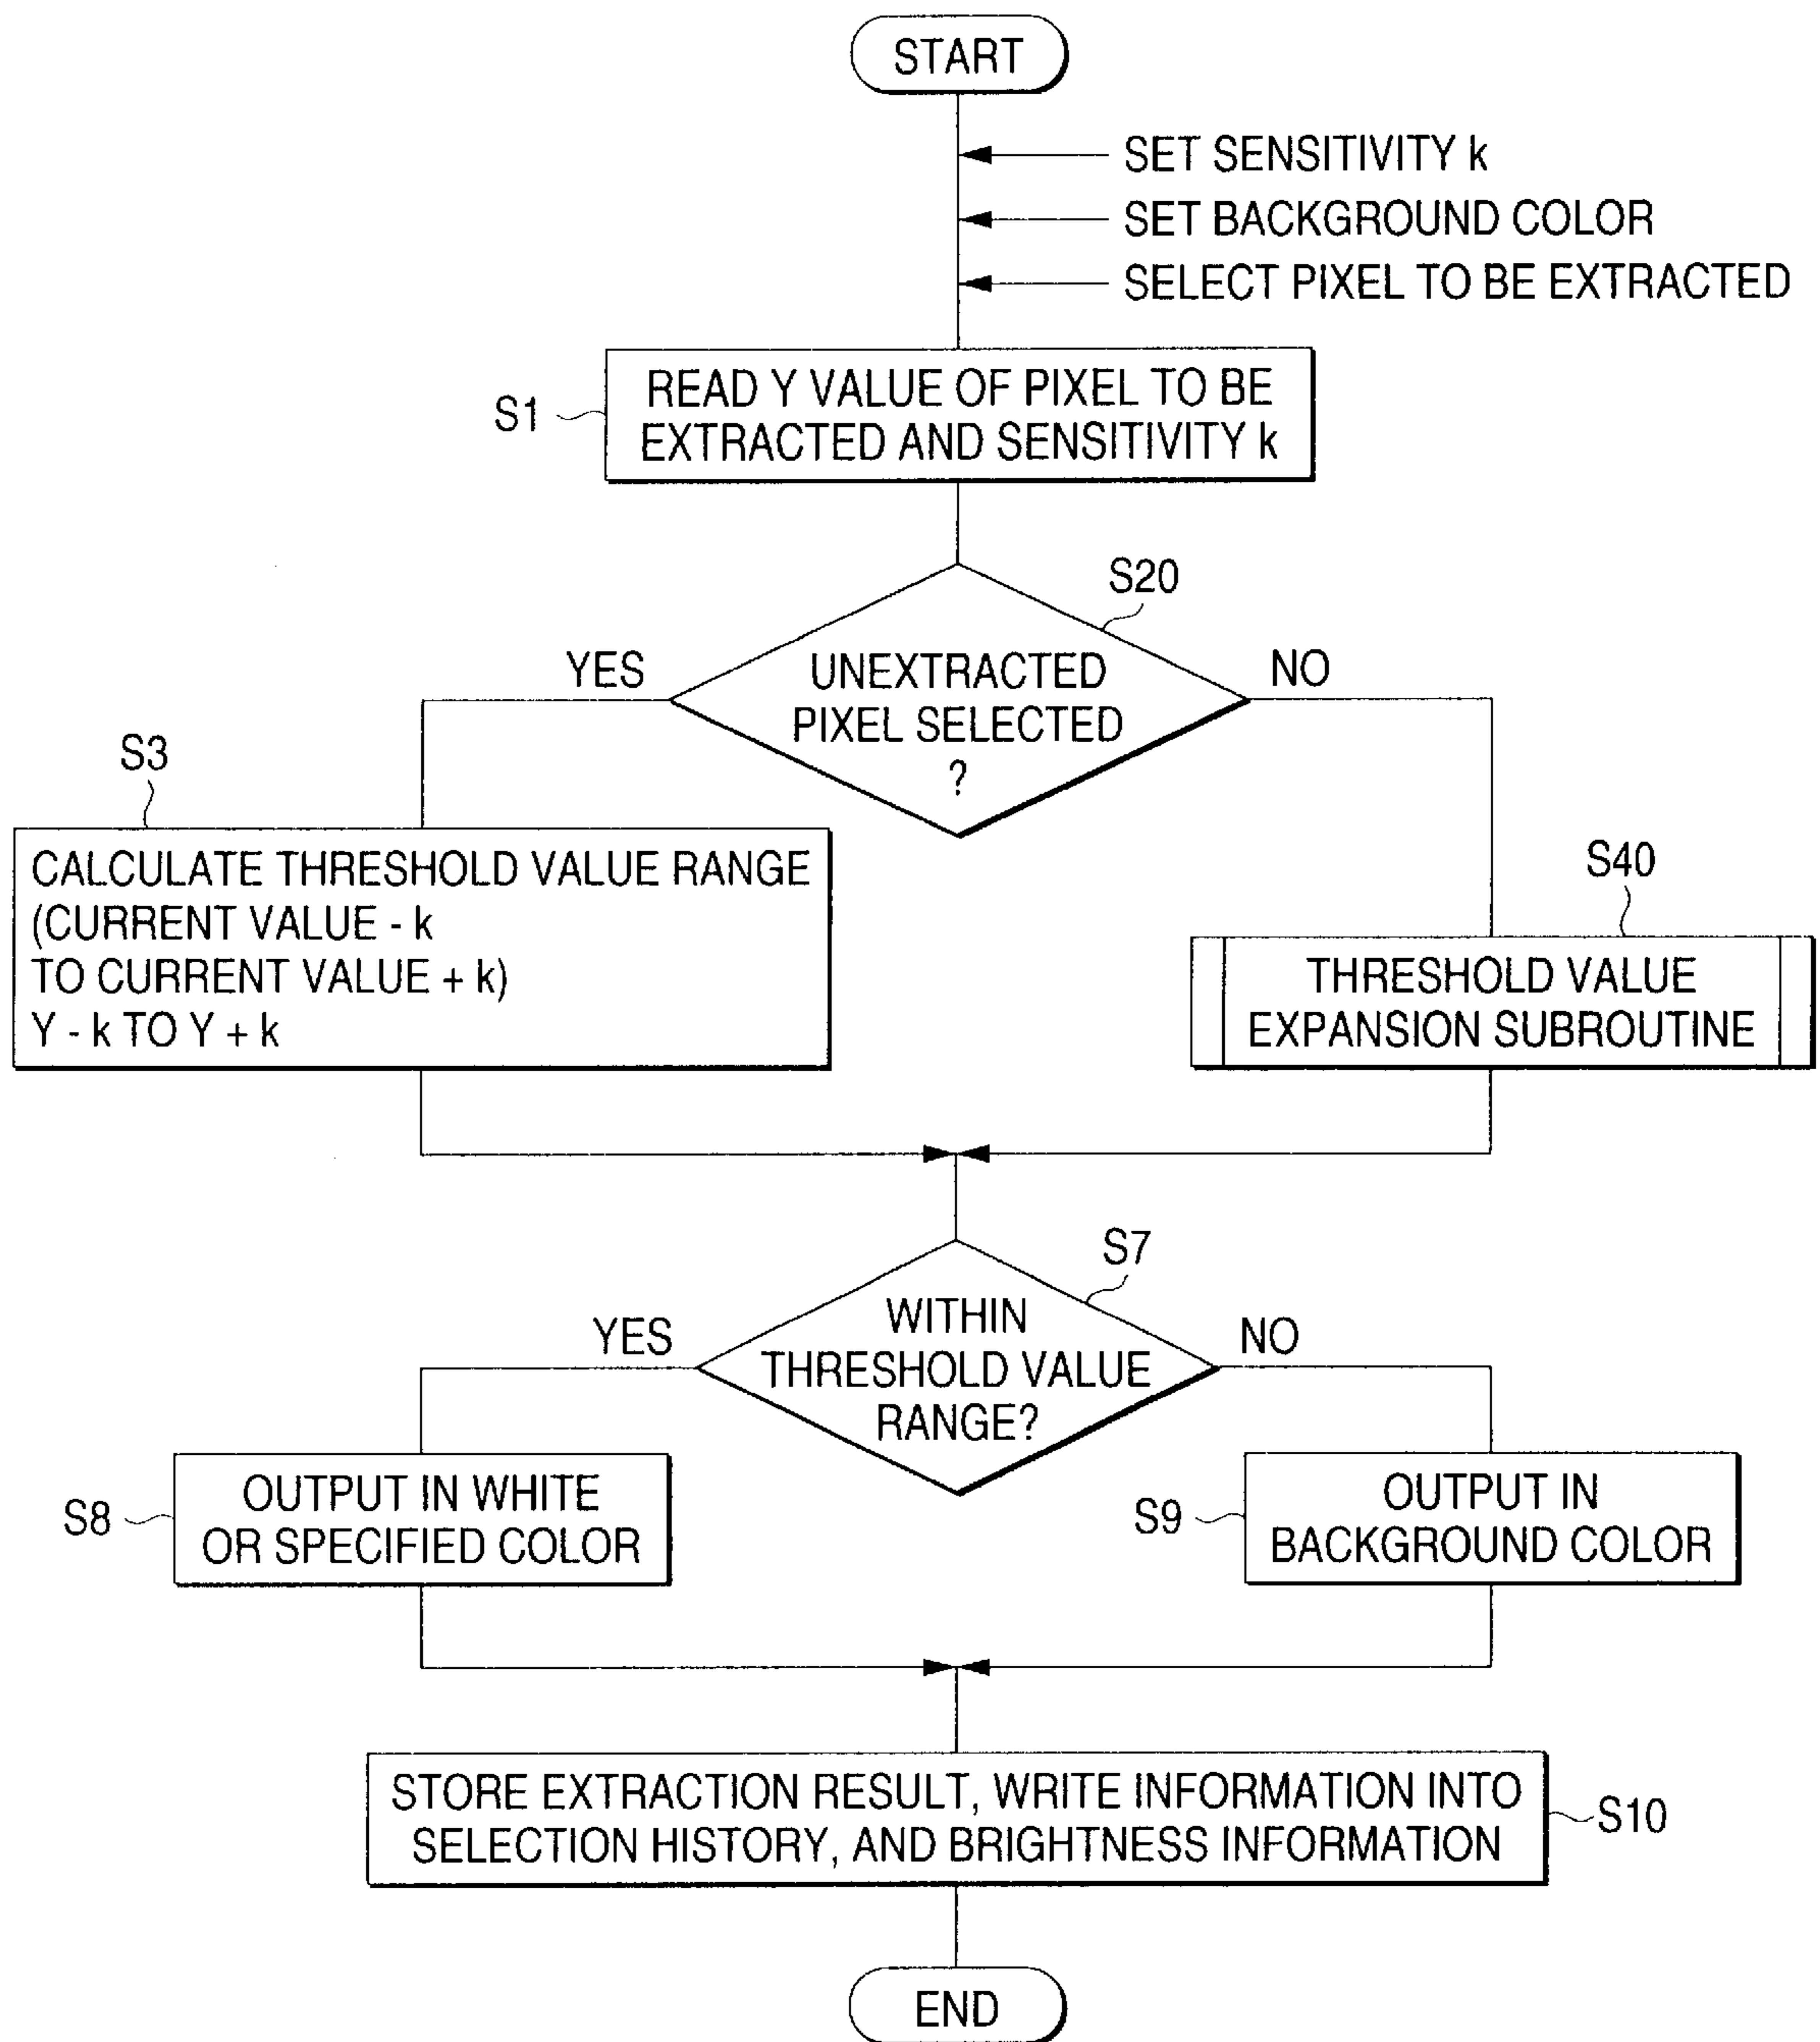 START
SET SENSITIVITY k
SET BACKGROUND COLOR
SELECT PIXEL TO BE EXTRACTED
S1
READ Y VALUE OF PIXEL TO BE
EXTRACTED AND SENSITIVITY k
S20
YES
UNEXTRACTED
PIXEL SELECTED
?
NO
S3
CALCULATE THRESHOLD VALUE RANGE
(CURRENT VALUE - k
TO CURRENT VALUE + k)
Y - k TO Y + k
S40
THRESHOLD VALUE
EXPANSION SUBROUTINE
S7
YES
WITHIN
THRESHOLD VALUE
RANGE?
NO
S8
OUTPUT IN WHITE
OR SPECIFIED COLOR
S9
OUTPUT IN
BACKGROUND COLOR
STORE EXTRACTION RESULT, WRITE INFORMATION INTO
SELECTION HISTORY, AND BRIGHTNESS INFORMATION
S10
END